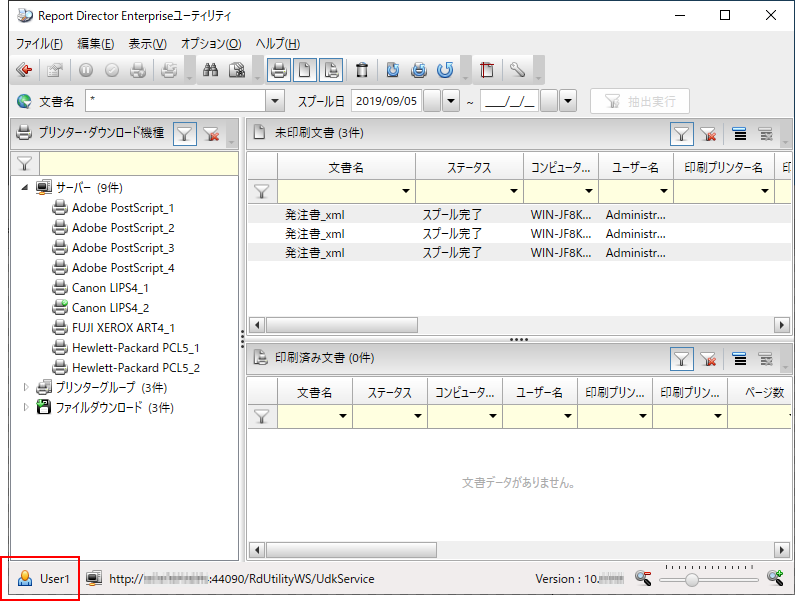 Report Director Enterpriseユーティリティ
ファイル(F) 編集(E) 表示(V) オプション(O) ヘルプ(H)
文書名 * スプール日 2019/09/05 ~ ____/__/__ 抽出実行
プリンター・ダウンロード機種
サーバー (9件)
Adobe PostScript_1
Adobe PostScript_2
Adobe PostScript_3
Adobe PostScript_4
Canon LIPS4_1
Canon LIPS4_2
FUJI XEROX ART4_1
Hewlett-Packard PCL5_1
Hewlett-Packard PCL5_2
プリンターグループ (3件)
ファイルダウンロード (3件)
未印刷文書 (3件)
文書名 ステータス コンピュータ... ユーザー名 印刷プリンター名
発注書_xml スプール完了 WIN-JF8K... Administr...
発注書_xml スプール完了 WIN-JF8K... Administr...
発注書_xml スプール完了 WIN-JF8K... Administr...
印刷済み文書 (0件)
文書名 ステータス コンピュータ... ユーザー名 印刷プリン... 印刷プリン... ページ数
文書データがありません。
User1 http:// :44090/RdUtilityWS/UdkService Version : 10.